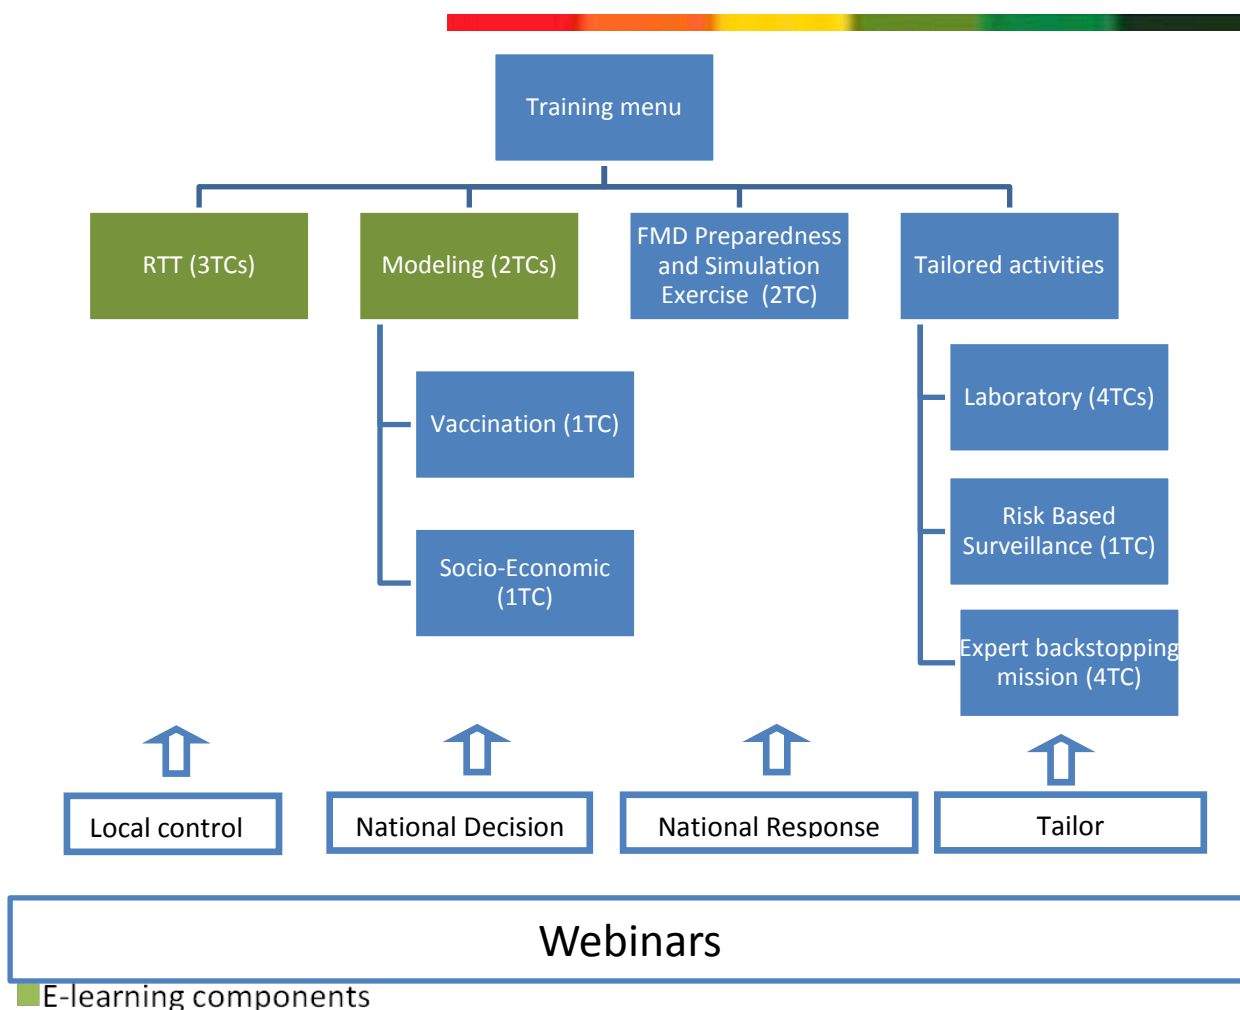 Training menu
RTT (3TCs)
Modeling (2TCs)
FMD Preparedness
and Simulation
Exercise (2TC)
Tailored activities
Vaccination (1TC)
Socio-Economic
(1TC)
Laboratory (4TCs)
Risk Based
Surveillance (1TC)
Expert backstopping
mission (4TC)
Local control
National Decision
National Response
Tailor
Webinars
E-learning components